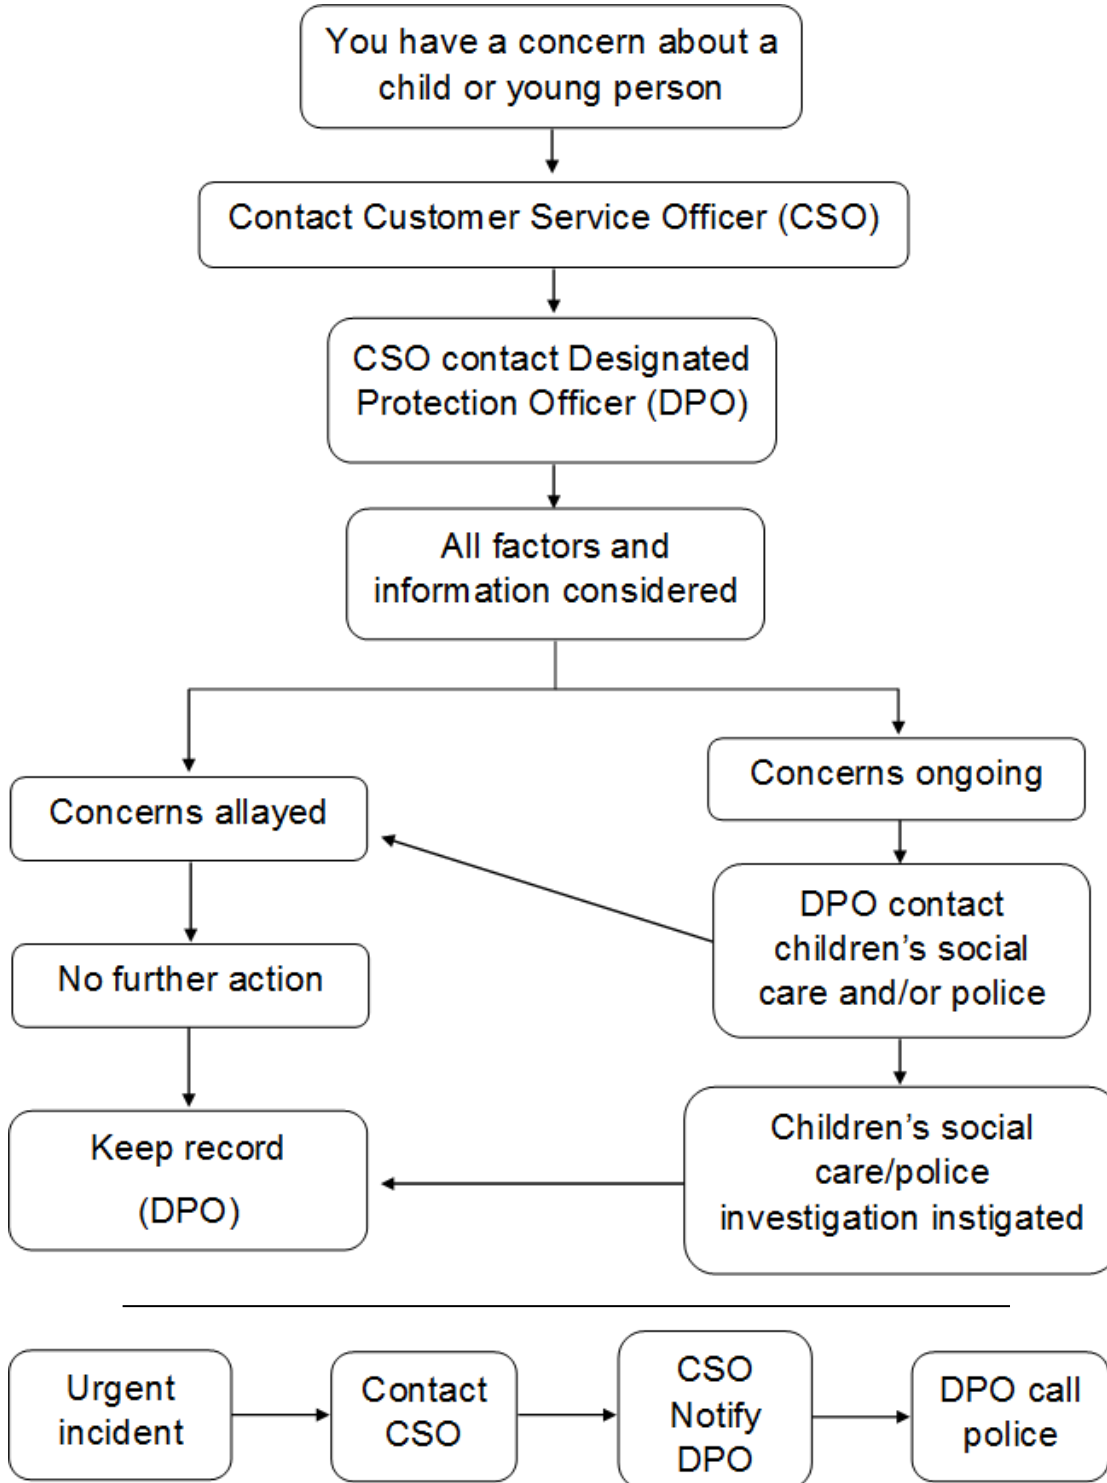 You have a concern about a
child or young person
Contact Customer Service Officer (CSO)
CSO contact Designated
Protection Officer (DPO)
All factors and
information considered
Concerns allayed
No further action
Keep record
(DPO)
Concerns ongoing
DPO contact
children’s social
care and/or police
Children’s social
care/police
investigation instigated
Urgent
incident
Contact
CSO
CSO
Notify
DPO
DPO call
police